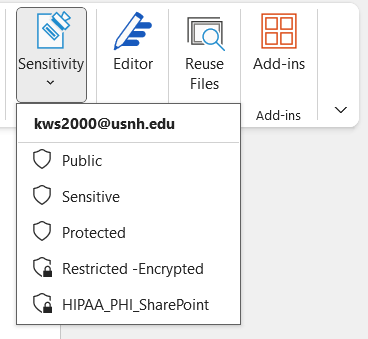 Sensitivity
Editor
Reuse
Files
Add-ins
Add-ins
kws2000@usnh.edu
Public
Sensitive
Protected
Restricted -Encrypted
HIPAA_PHI_SharePoint